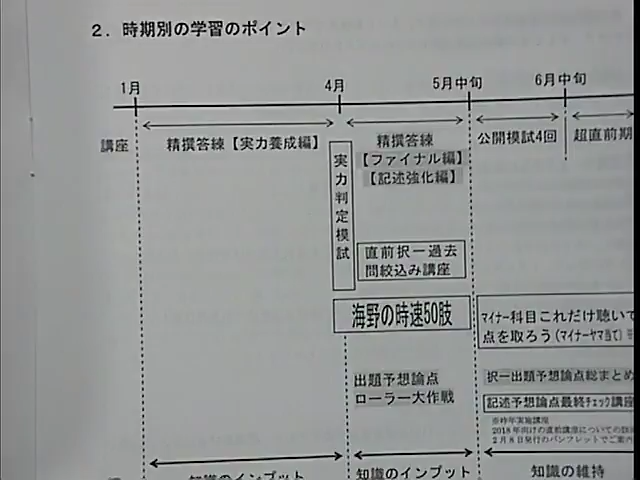 2．時期別の学習のポイント
1月
4月
5月中旬
6月中旬
講座
精撰答練【実力養成編】
精撰答練
【ファイナル編】
【記述強化編】
公開模試4回
超直前期
実力判定模試
直前択一過去
問絞込み講座
海野の時速50肢
マイナー科目これだけ聴いて
点を取ろう(マイナーヤマ当て)
出題予想論点
ローラー大作戦
択一出題予想論点総まとめ
記述予想論点最終チェック講座
※昨年実施講座
2018年向けの直前講座についての
2月8日発行のパンフレットでご案内
知識のインプット
知識のインプット
知識の維持